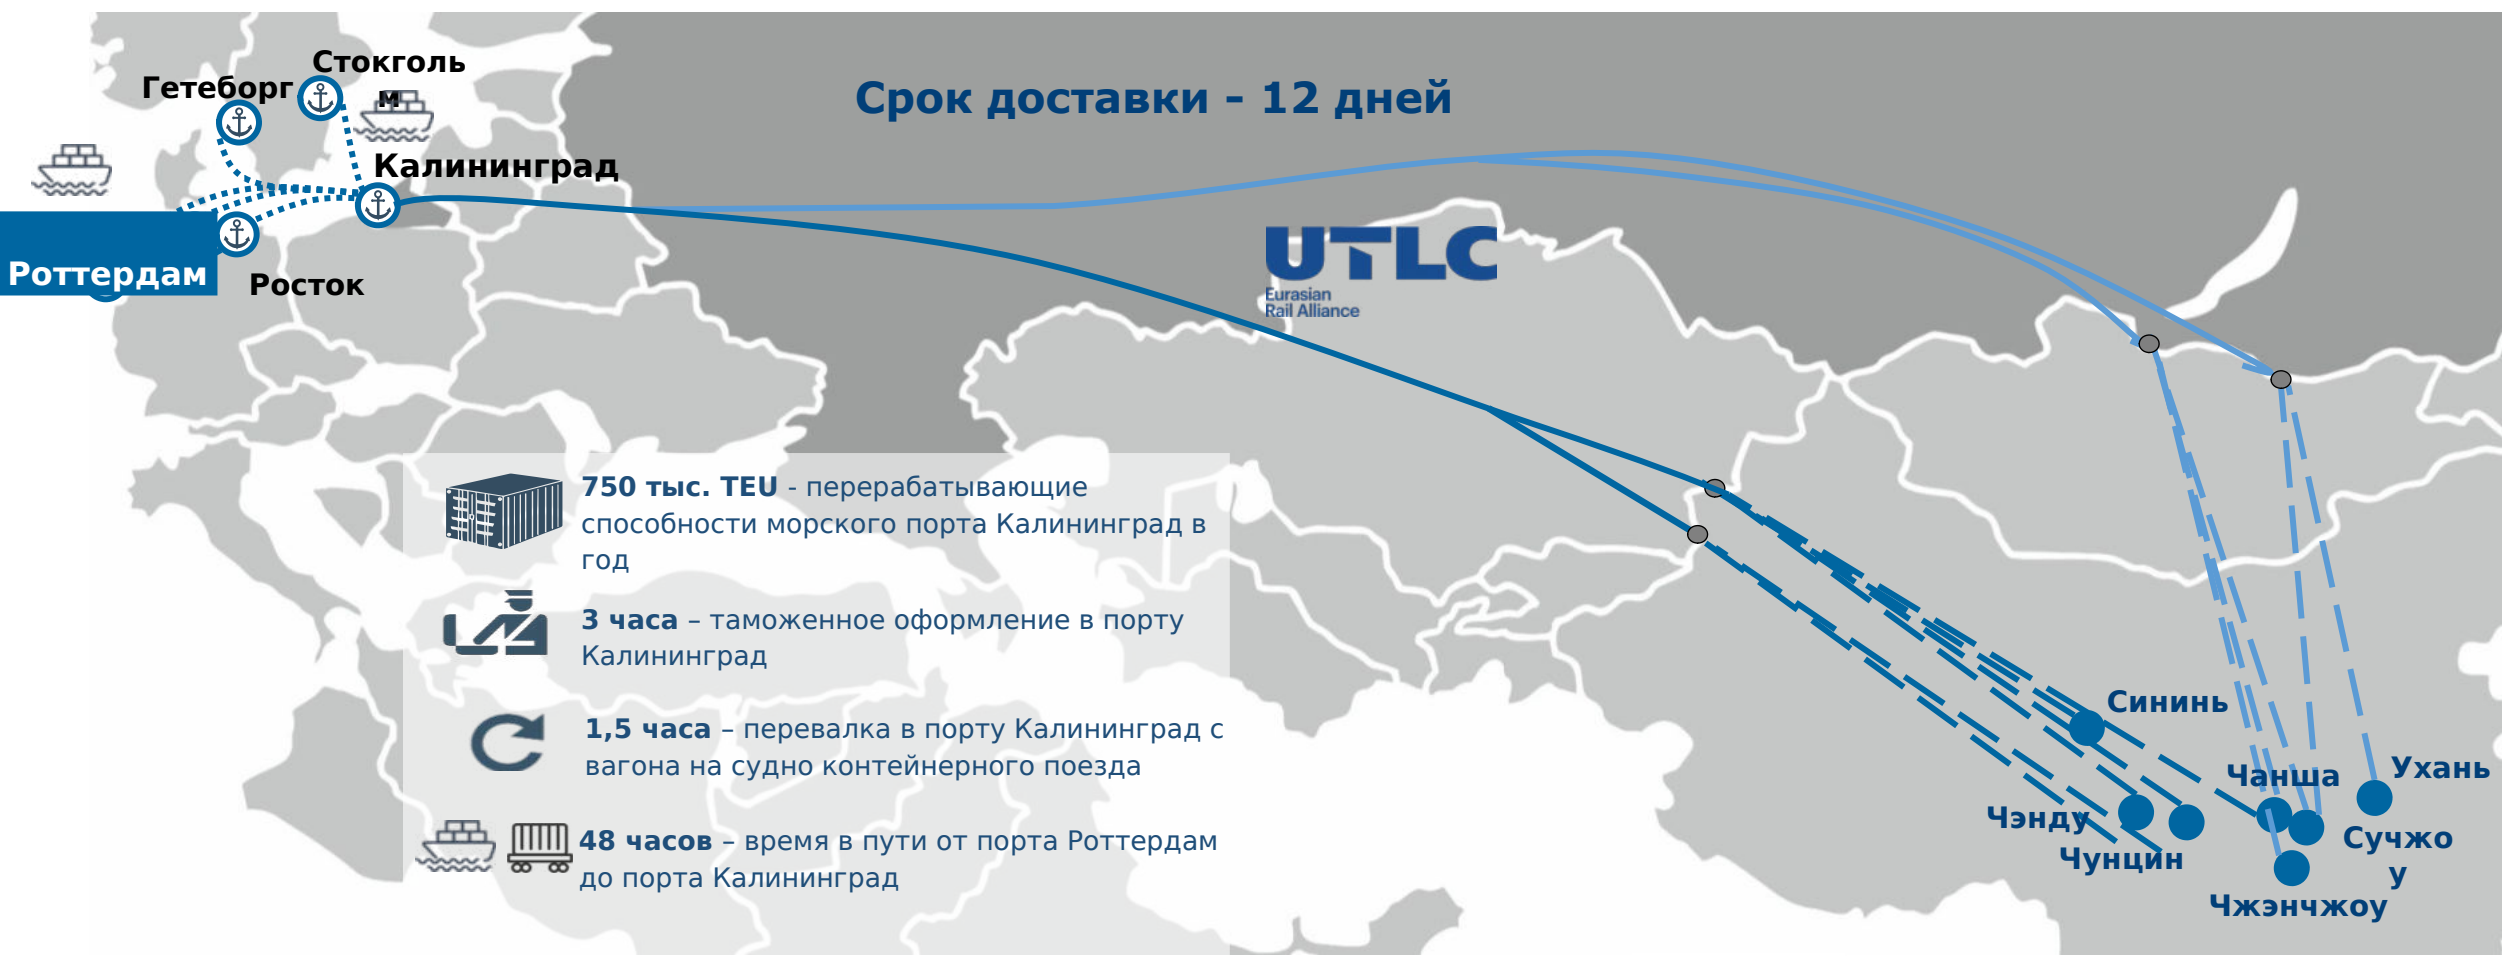 Стокголь
м
Гетеборг
Срок доставки – 12 дней
Калининград
UTLC
Eurasian
Rail Alliance
Роттердам
Росток
750 тыс. TEU - перерабатывающие
способности морского порта Калининград в
год
3 часа – таможенное оформление в порту
Калининград
1,5 часа – перевалка в порту Калининград с
вагона на судно контейнерного поезда
48 часов – время в пути от порта Роттердам
до порта Калининград
Сининь
Ухань
Чанша
Чэнду
Сучжо
у
Чунцин
Чжэнчжоу